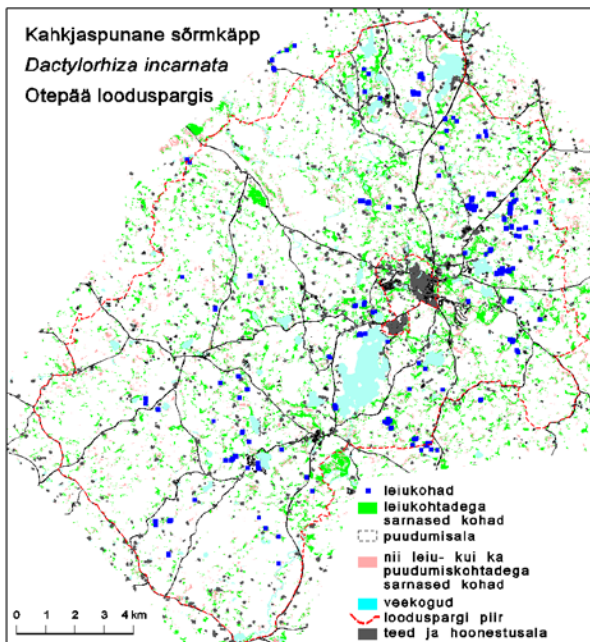 Kahkjaspunane sõrmkäpp
Dactylorhiza incarnata
Otepää looduspargis
leiukohad
leiukohtadega
sarnased kohad
puudumisala
nii leiu- kui ka
puudumiskohtadega
sarnased kohad
veekogud
looduspargi piir
teed ja hoonestusala
0 1 2 3 4 km